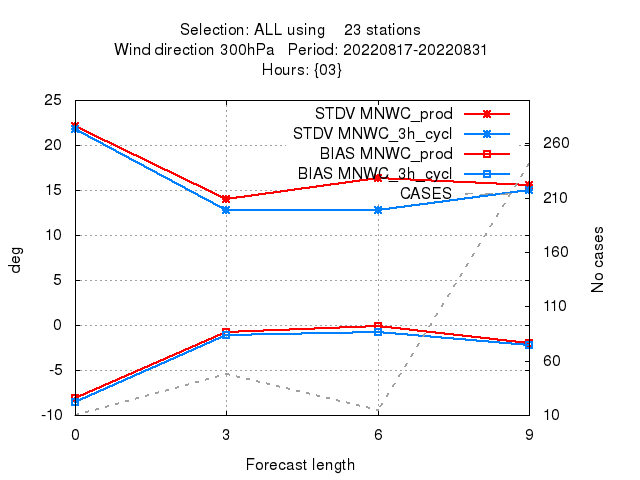 Selection: ALL using    23 stations
Wind direction 300hPa   Period: 20220817-20220831
Hours: {03}
25
20
15
10
5
0
-5
-10
deg
STDV MNWC_prod
STDV MNWC_3h_cycl
BIAS MNWC_prod
BIAS MNWC_3h_cycl
CASES
260
210
160
110
60
10
No cases
0 3 6 9
Forecast length